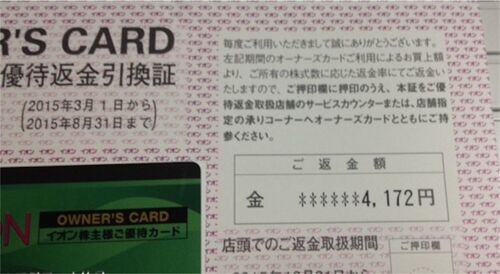 ER'S CARD
優待返金引換証
(2015年3月1日から)
(2015年8月31日まで)
OWNER'S CARD
イオン株主様ご優待カード
毎度ご利用いただきまして誠にありがとうございます。
左記期間のオーナーズカードご利用によるお買上額
より、ご所有の株式数に応じた返金率にてご返金い
たしますので、ご押印欄に押印のうえ、本証をご優
待返金取扱店舗のサービスカウンターまたは、店舗指
定の承りコーナーへオーナーズカードとともにご持
参ください。
ご返金額
金 ******4,172円
店頭でのご返金取扱期間
ご押印欄